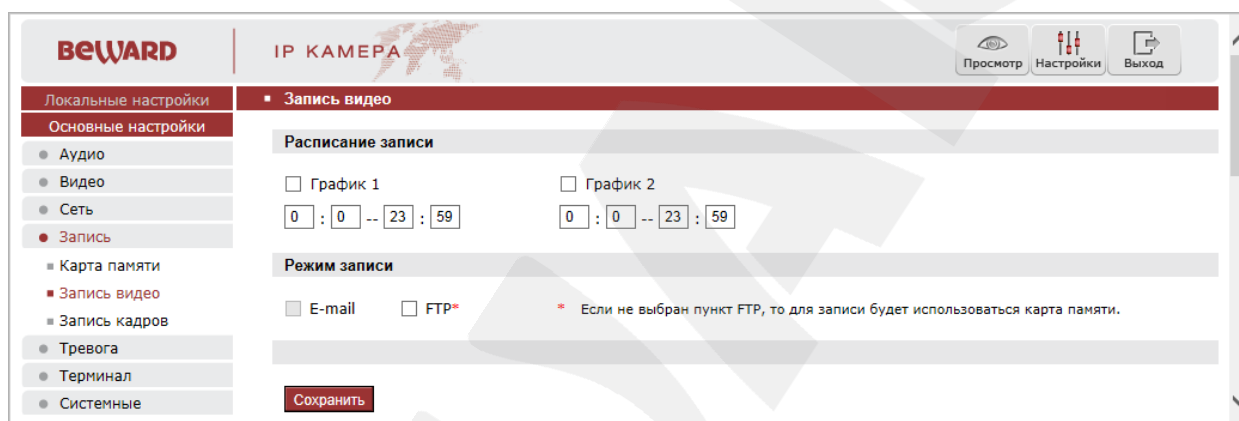 BEWARD
IP КАМЕРА
Просмотр Настройки Выход
Локальные настройки
Запись видео
Основные настройки
Расписание записи
Аудио
Видео
График 1 График 2
Сеть
0 : 0 -- 23 : 59 0 : 0 -- 23 : 59
Запись
Карта памяти
Режим записи
Запись видео
E-mail FTP* * Если не выбран пункт FTP, то для записи будет использоваться карта памяти.
Запись кадров
Тревога
Терминал
Системные
Сохранить